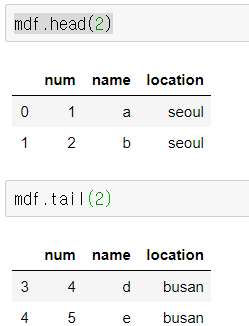 mdf.head(2)
num name location
0 1 a seoul
1 2 b seoul
mdf.tail(2)
num name location
3 4 d busan
4 5 e busan